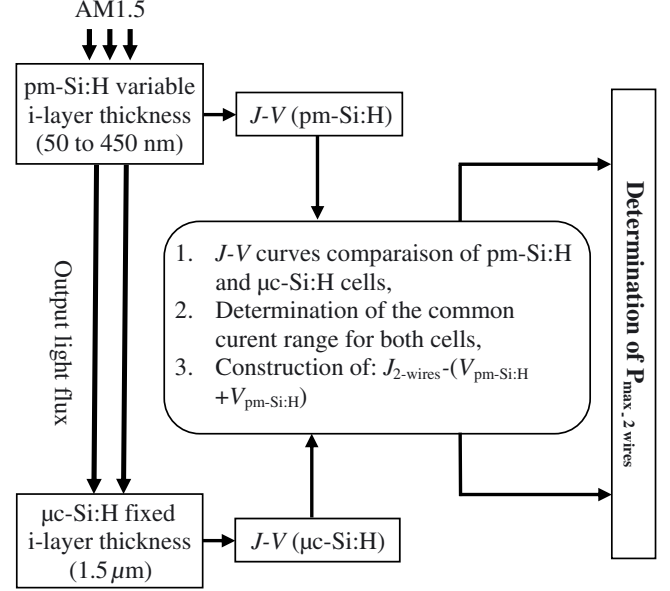 AM1.5
pm-Si:H variable
i-layer thickness
(50 to 450 nm)
J-V (pm-Si:H)
Output light flux
1. J-V curves comparaison of pm-Si:H
and µc-Si:H cells,
2. Determination of the common
curent range for both cells,
3. Construction of: J2-wires-(Vpm-Si:H
+Vpm-Si:H)
Determination of Pmax_2 wires
µc-Si:H fixed
i-layer thickness
(1.5 µm)
J-V (µc-Si:H)